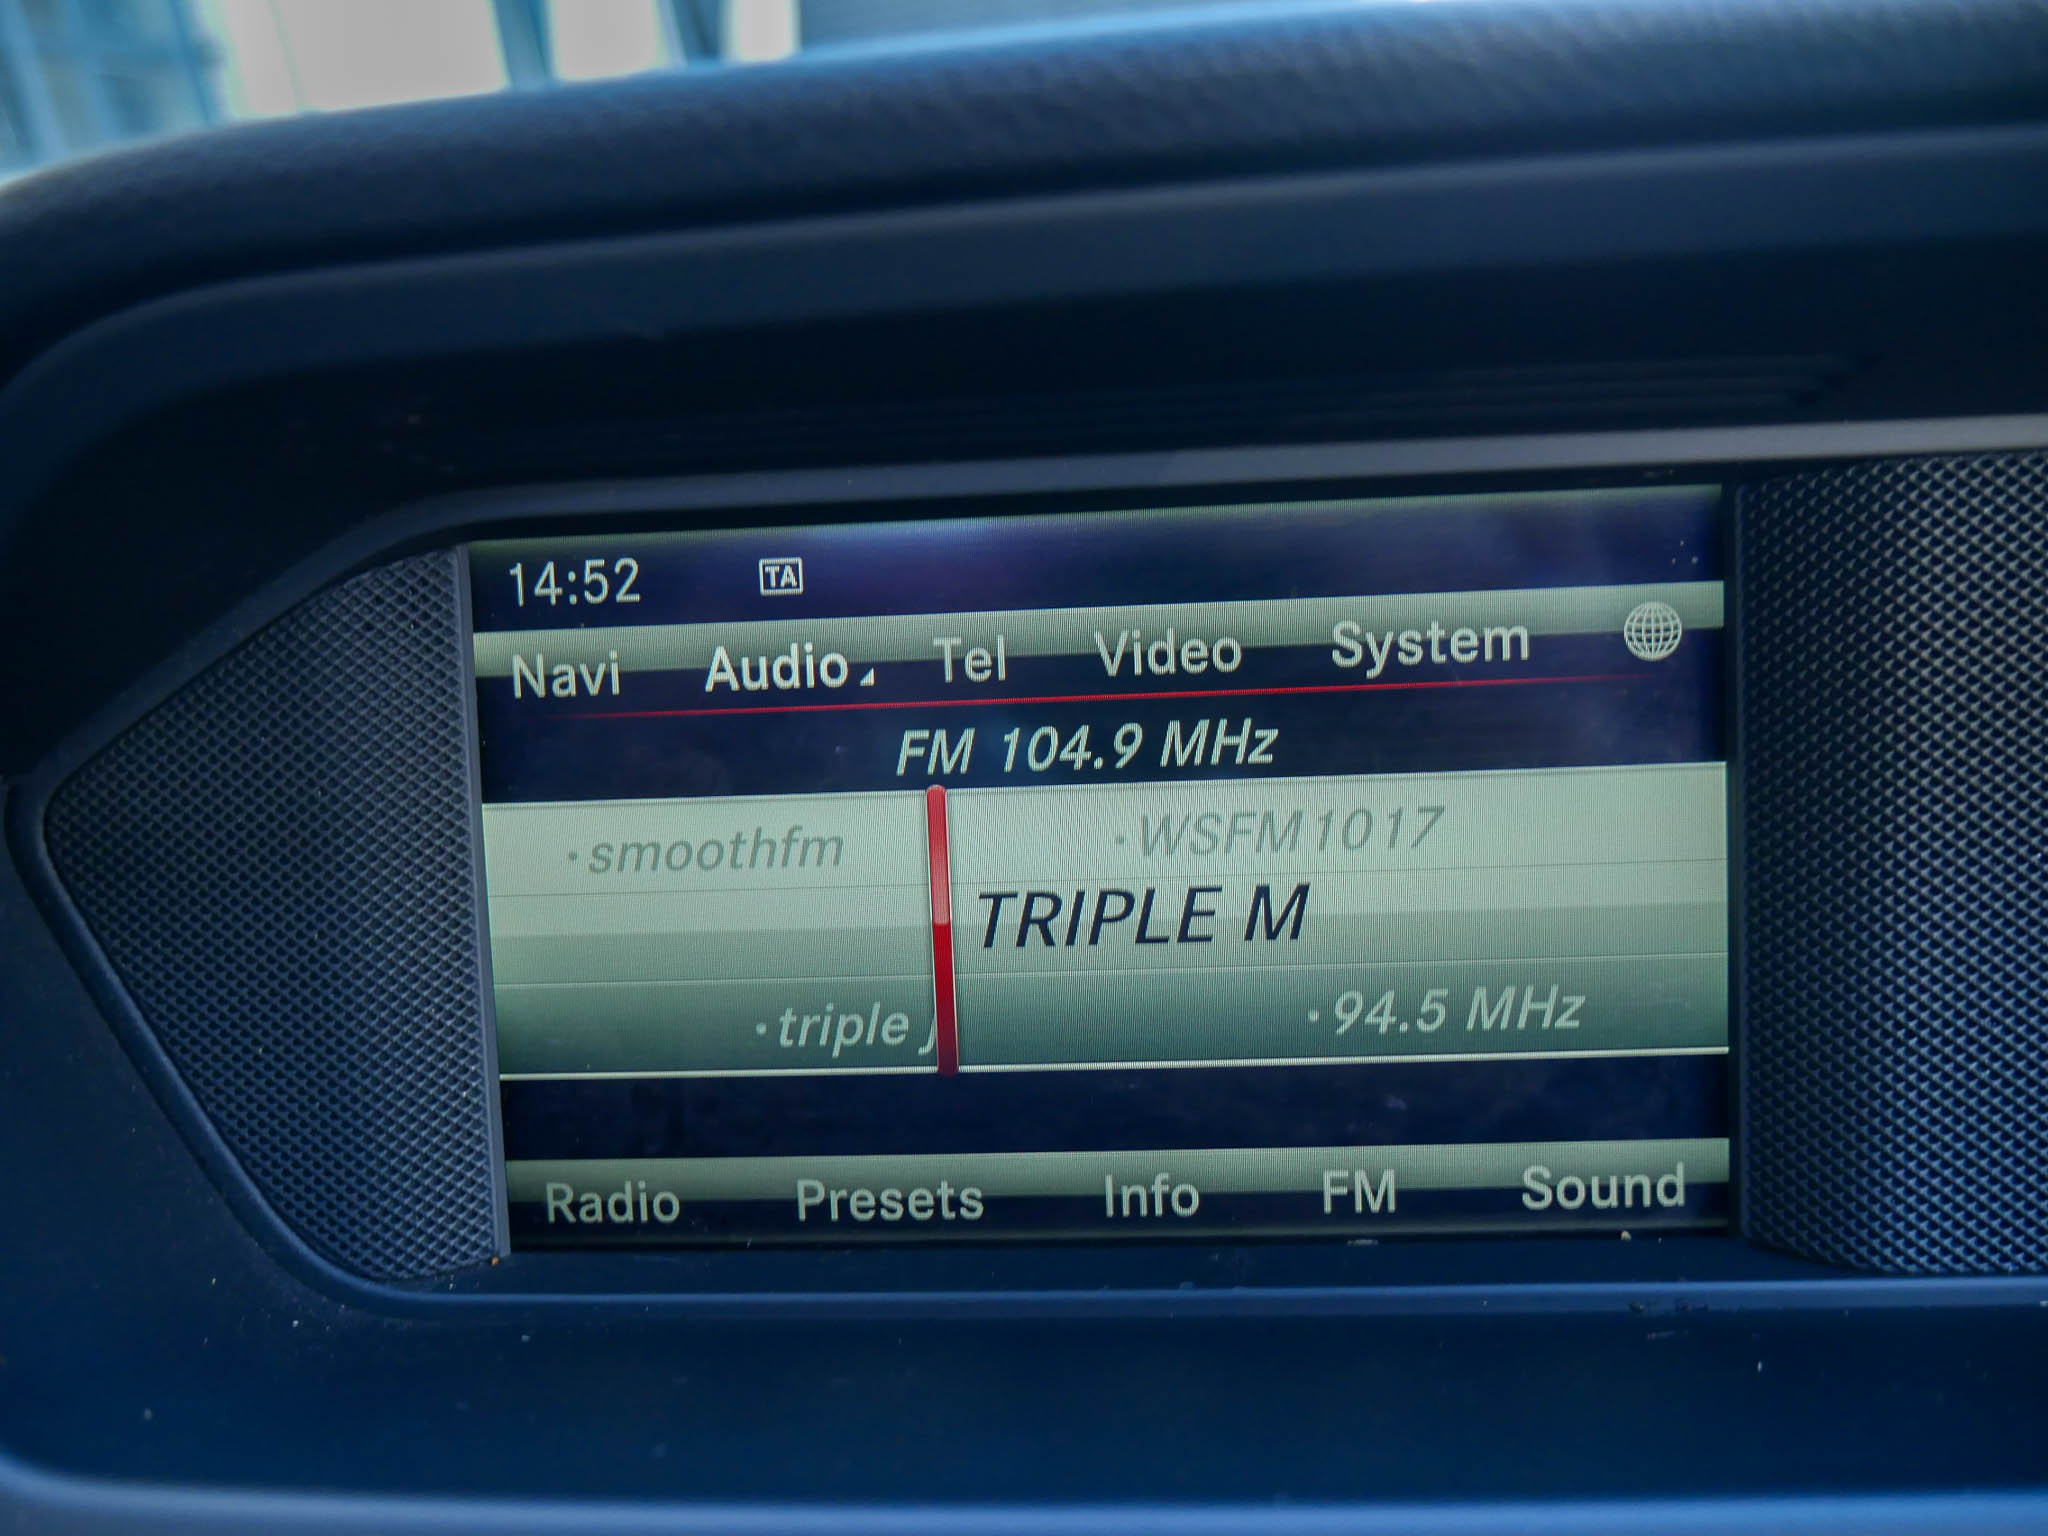 14:52 TA
Navi Audio Tel Video System
FM 104.9 MHz
•smoothfm •WSFM1017
TRIPLE M
•triple j •94.5 MHz
Radio Presets Info FM Sound